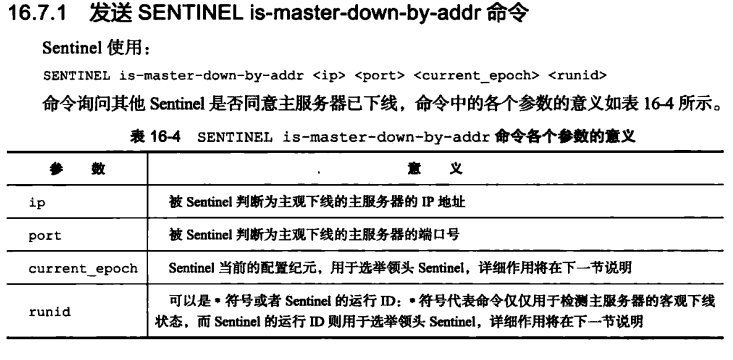 16.7.1 发送 SENTINEL is-master-down-by-addr 命令
Sentinel 使用：
SENTINEL is-master-down-by-addr <ip> <port> <current_epoch> <runid>
命令询问其他 Sentinel 是否同意主服务器已下线，命令中的各个参数的意义如表 16-4 所示。
表 16-4 SENTINEL is-master-down-by-addr 命令各个参数的意义
参 数 意 义
ip 被 Sentinel 判断为主观下线的主服务器的 IP 地址
port 被 Sentinel 判断为主观下线的主服务器的端口号
current_epoch Sentinel 当前的配置纪元，用于选举领头 Sentinel，详细作用将在下一节说明
runid 可以是 * 符号或者 Sentinel 的运行 ID：* 符号代表命令仅仅用于检测主服务器的客观下线
状态，而 Sentinel 的运行 ID 则用于选举领头 Sentinel，详细作用将在下一节说明